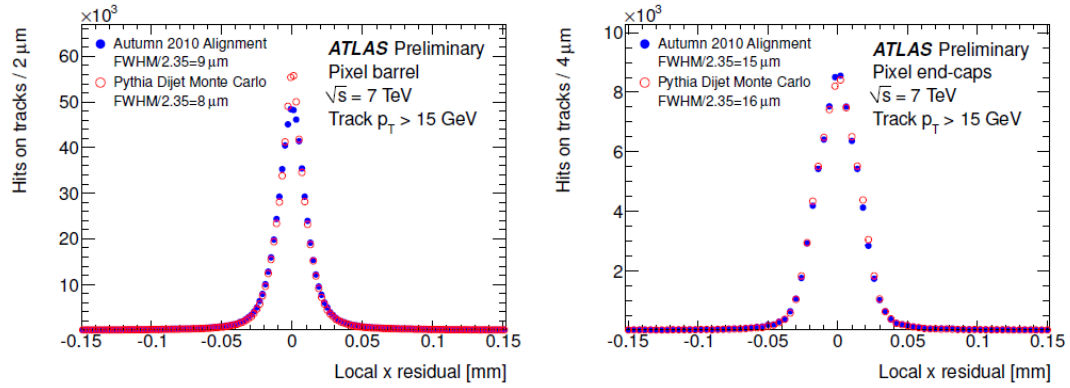 ×10³
Hits on tracks / 2 μm
60
50
40
30
20
10
0
Autumn 2010 Alignment
FWHM/2.35=9 μm
Pythia Dijet Monte Carlo
FWHM/2.35=8 μm
ATLAS Preliminary
Pixel barrel
√s = 7 TeV
Track p_T > 15 GeV
-0.15 -0.1 -0.05 0 0.05 0.1 0.15
Local x residual [mm]
×10³
Hits on tracks / 4 μm
10
8
6
4
2
0
Autumn 2010 Alignment
FWHM/2.35=15 μm
Pythia Dijet Monte Carlo
FWHM/2.35=16 μm
ATLAS Preliminary
Pixel end-caps
√s = 7 TeV
Track p_T > 15 GeV
-0.15 -0.1 -0.05 0 0.05 0.1 0.15
Local x residual [mm]